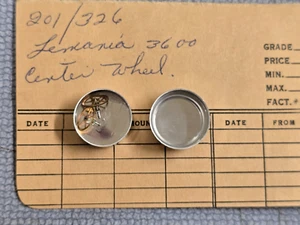 201/326
Lemania 3600
Center Wheel.
GRADE
PRICE
MIN.
MAX.
FACT.
DATE
DATE
FROM